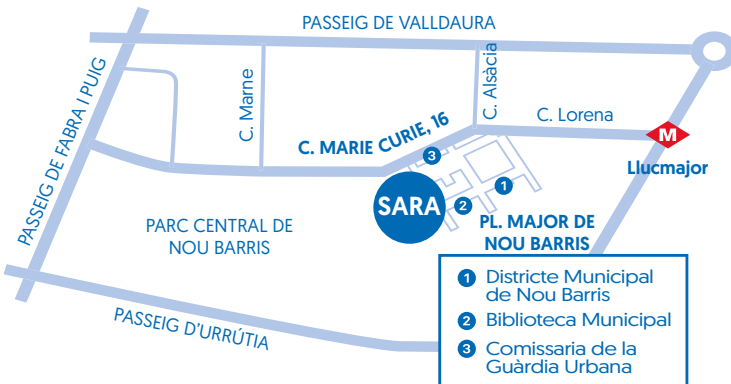 PASSEIG DE VALLDAURA
PASSEIG DE FABRA I PUIG
C. Marne
C. Alsàcia
C. Lorena
C. MARIE CURIE, 16
M
Llucmajor
3
1
2
SARA
PARC CENTRAL DE
NOU BARRIS
PL. MAJOR DE
NOU BARRIS
PASSEIG D'URRÚTIA
1 Districte Municipal
de Nou Barris
2 Biblioteca Municipal
3 Comissaria de la
Guàrdia Urbana